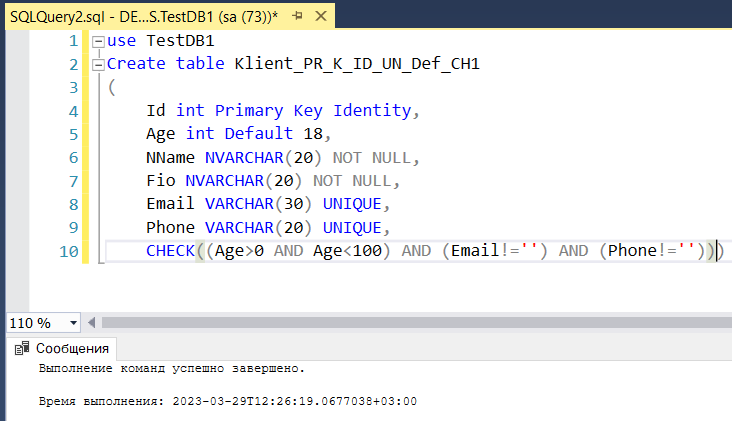 SQLQuery2.sql - DE...S.TestDB1 (sa (73))*
1 use TestDB1
2 Create table Klient_PR_K_ID_UN_Def_CH1
3 (
4 Id int Primary Key Identity,
5 Age int Default 18,
6 NName NVARCHAR(20) NOT NULL,
7 Fio NVARCHAR(20) NOT NULL,
8 Email VARCHAR(30) UNIQUE,
9 Phone VARCHAR(20) UNIQUE,
10 CHECK((Age>0 AND Age<100) AND (Email!='') AND (Phone!='')))
110 %
Сообщения
Выполнение команд успешно завершено.
Время выполнения: 2023-03-29T12:26:19.0677038+03:00